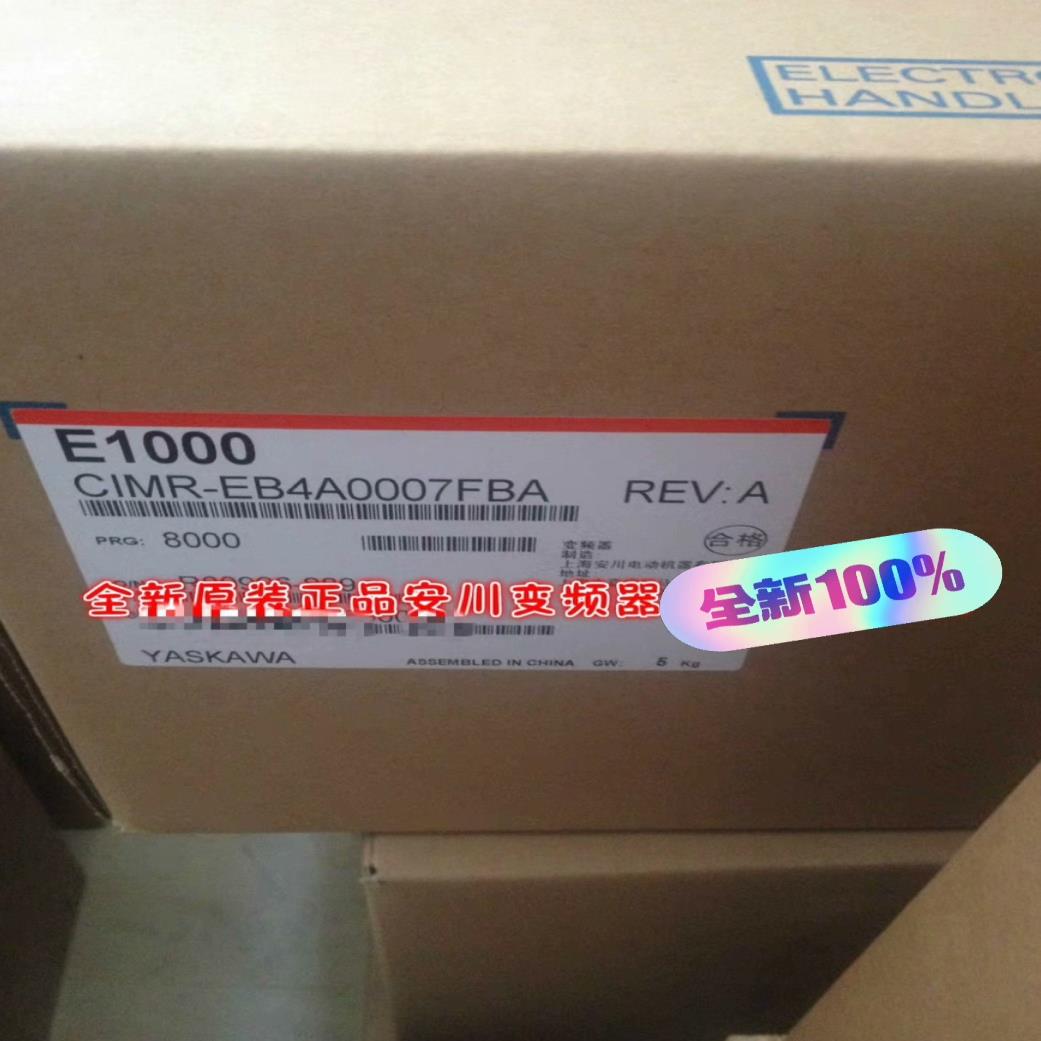 ELECTR
HANDL
E1000
CIMR-EB4A0007FBA
REV: A
PRG: 8000
合格
变频器
制造
上海安川电动机器
地址:
全新原装正品安川变频器
全新100%
YASKAWA
ASSEMBLED IN CHINA
GW: 5 Kg